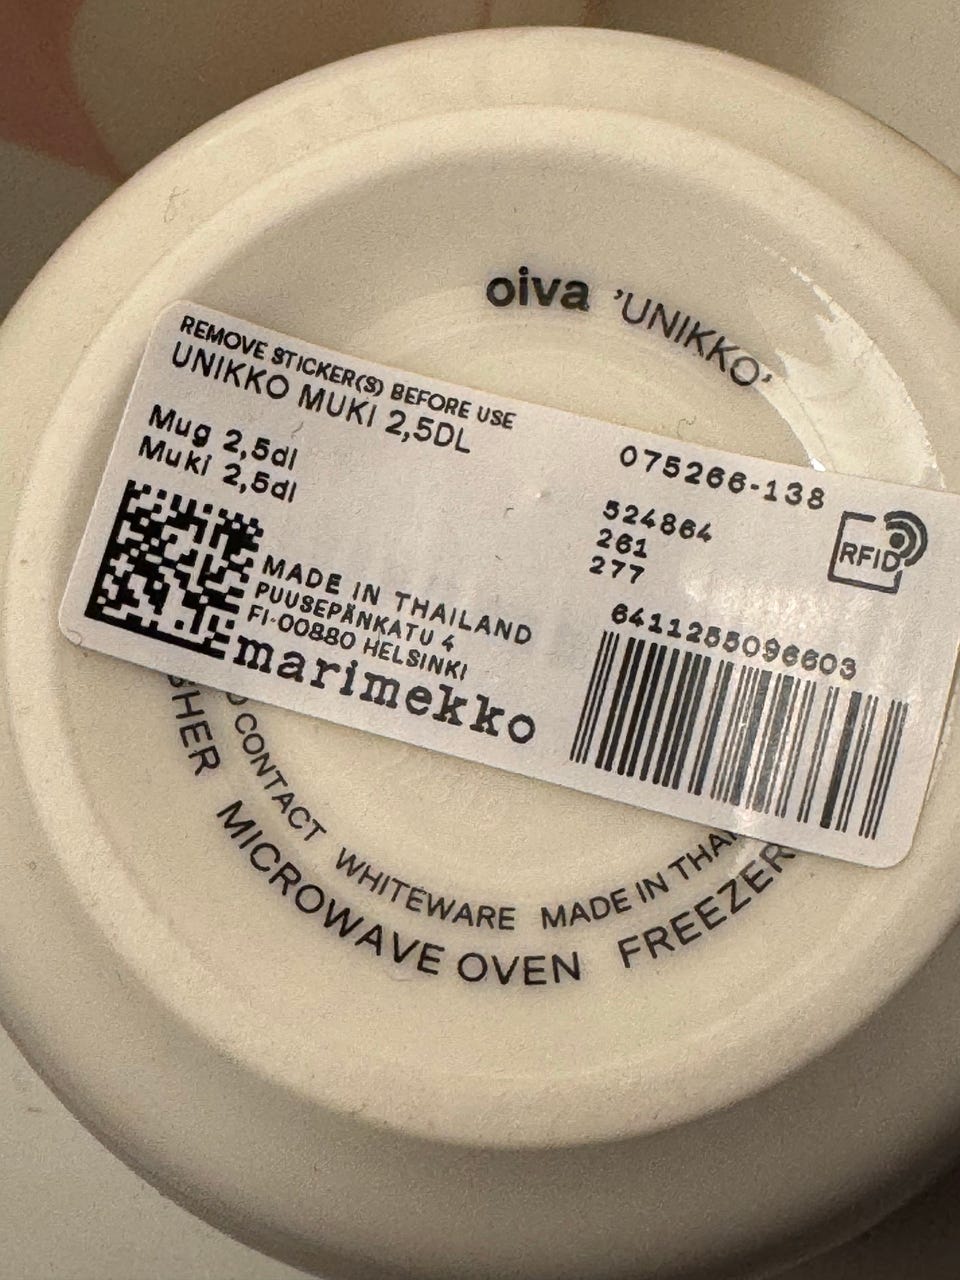 oiva 'UNIKKO'
REMOVE STICKER(S) BEFORE USE
UNIKKO MUKI 2,5DL
Mug 2,5dl
Muki 2,5dl
075266-138
524864
261
277
RFID
MADE IN THAILAND
PUUSEPÄNKATU 4
FI-00880 HELSINKI
marimekko
6411255096603
CONTACT WHITEWARE MADE IN
MICROWAVE OVEN FREEZER